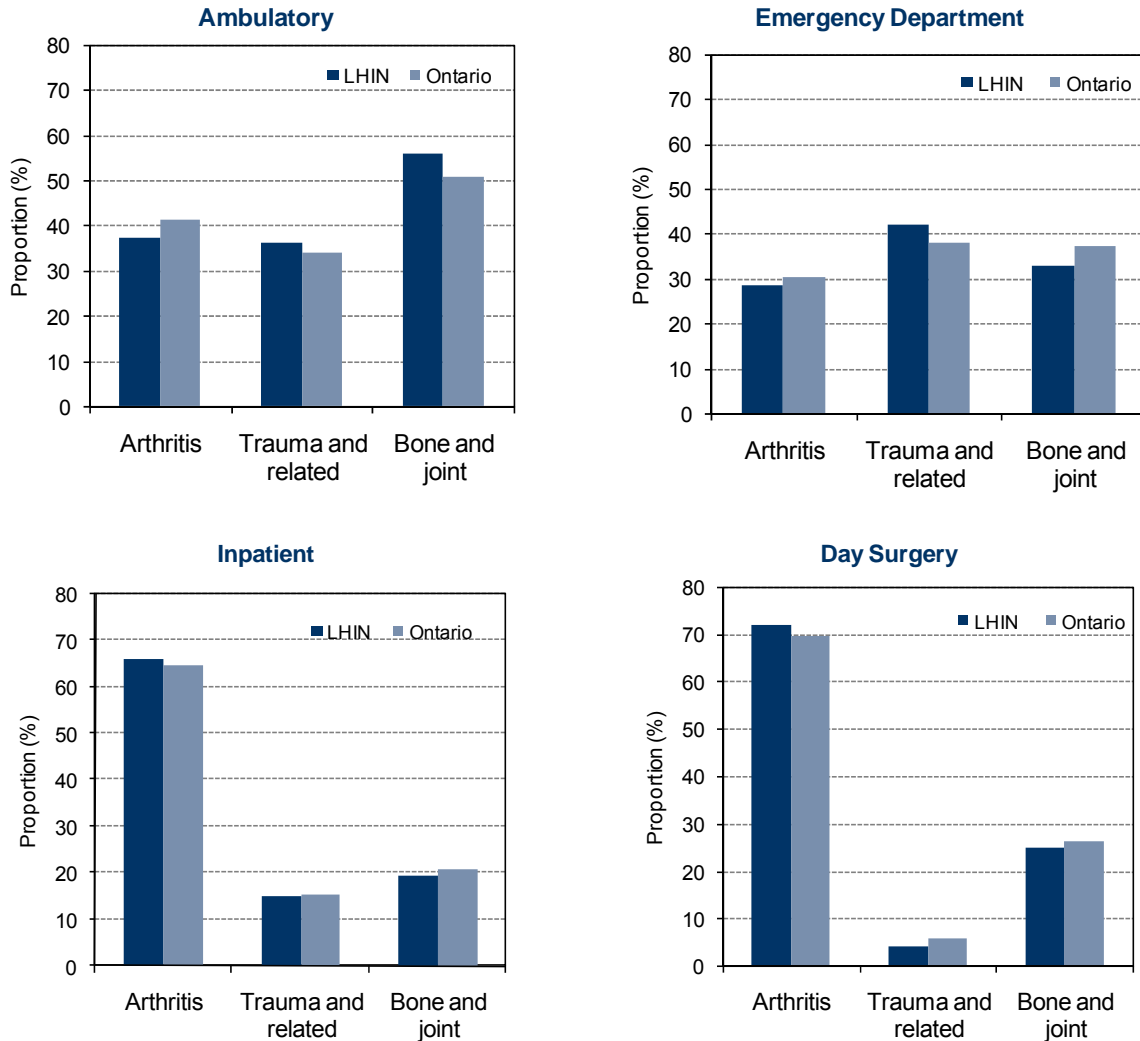 Ambulatory
80
70
60
50
40
30
20
10
0
Proportion (%)
LHIN Ontario
Arthritis Trauma and Bone and
related joint
Emergency Department
80
70
60
50
40
30
20
10
0
Proportion (%)
LHIN Ontario
Arthritis Trauma and Bone and
related joint
Inpatient
80
70
60
50
40
30
20
10
0
Proportion (%)
LHIN Ontario
Arthritis Trauma and Bone and
related joint
Day Surgery
80
70
60
50
40
30
20
10
0
Proportion (%)
LHIN Ontario
Arthritis Trauma and Bone and
related joint